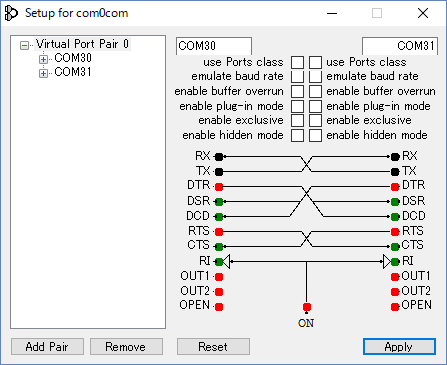 Setup for com0com
Virtual Port Pair 0
COM30
COM31
COM30 COM31
use Ports class use Ports class
emulate baud rate emulate baud rate
enable buffer overrun enable buffer overrun
enable plug-in mode enable plug-in mode
enable exclusive enable exclusive
enable hidden mode enable hidden mode
RX RX
TX TX
DTR DTR
DSR DSR
DCD DCD
RTS RTS
CTS CTS
RI RI
OUT1 OUT1
OUT2 OUT2
OPEN OPEN
ON
Add Pair Remove Reset Apply